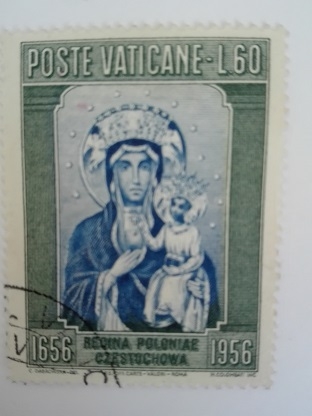 POSTE VATICANE-L.60
1656 REGINA POLONIAE 1956
CZĘSTOCHOWA